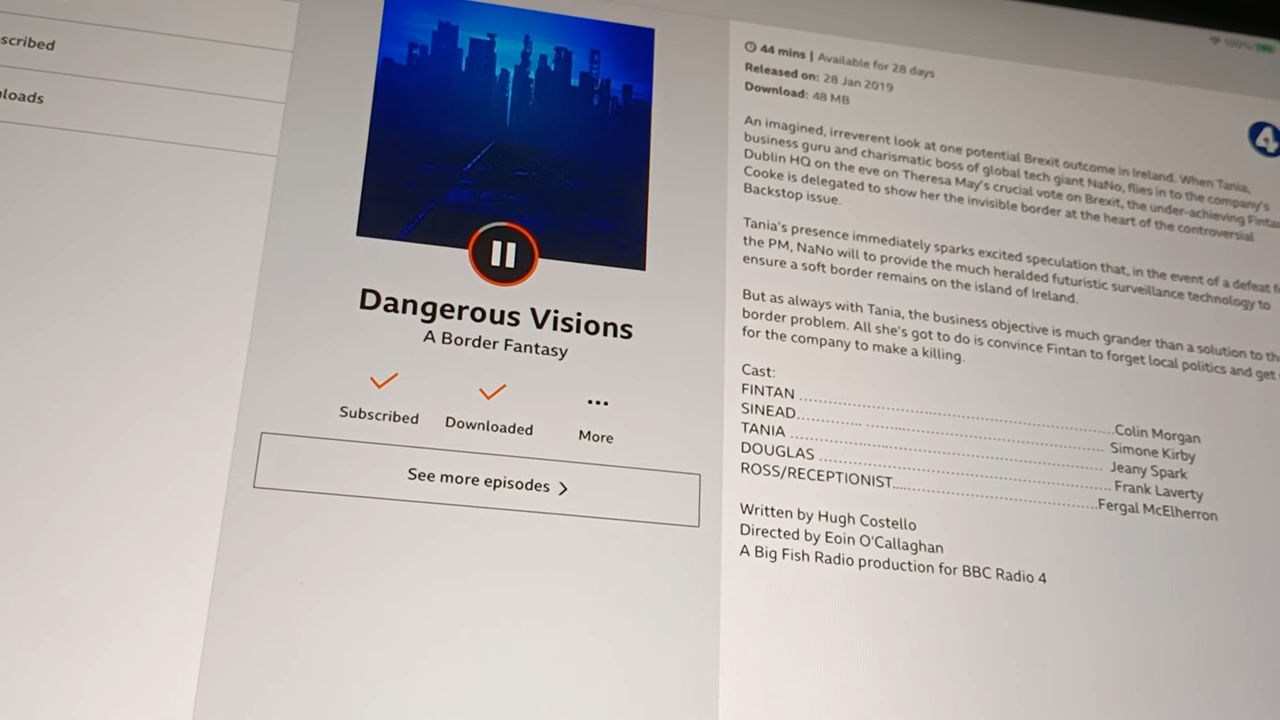 scribed
loads
Dangerous Visions
A Border Fantasy
Subscribed
Downloaded
... More
See more episodes >
44 mins | Available for 28 days
Released on: 28 Jan 2019
Download: 48 MB
4
An imagined, irreverent look at one potential Brexit outcome in Ireland. When Tania,
business guru and charismatic boss of global tech giant NaNo, flies in to the company's
Dublin HQ on the eve on Theresa May's crucial vote on Brexit, the under-achieving Finta
Cooke is delegated to show her the invisible border at the heart of the controversial
Backstop issue.
Tania's presence immediately sparks excited speculation that, in the event of a defeat f
the PM, NaNo will to provide the much heralded futuristic surveillance technology to
ensure a soft border remains on the island of Ireland.
But as always with Tania, the business objective is much grander than a solution to the
border problem. All she's got to do is convince Fintan to forget local politics and get
for the company to make a killing.
Cast:
FINTAN ........................................Colin Morgan
SINEAD............. ........................................ Simone Kirby
TANIA ........................................ Jeany Spark
DOUGLAS ........................................ Frank Laverty
ROSS/RECEPTIONIST........................................Fergal McElherron
Written by Hugh Costello
Directed by Eoin O'Callaghan
A Big Fish Radio production for BBC Radio 4